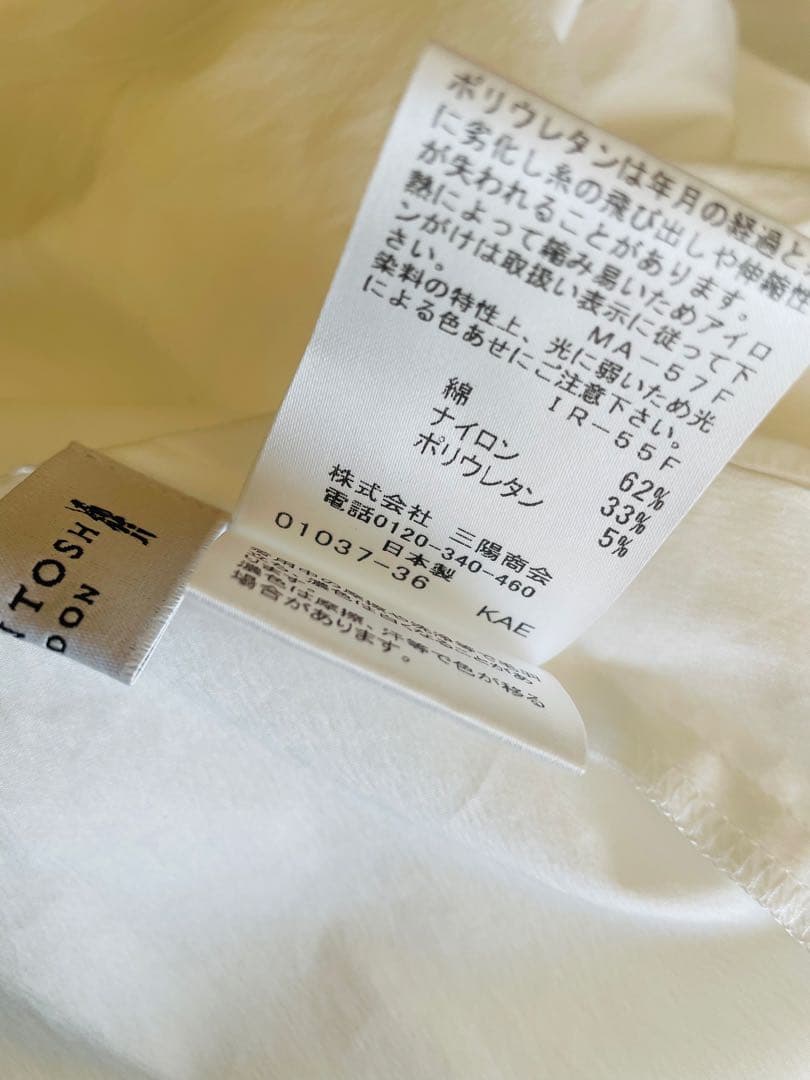 ポリウレタンは年月の経過と
に劣化し糸の飛び出しや伸縮性
が失われることがあります。
熱によって縮み易いためアイロ
ンがけは取扱い表示に従って下
さい。 MA-57F
染料の特性上、光に弱いため光
による色あせにご注意下さい。
IR-55F
綿 62%
ナイロン 33%
ポリウレタン 5%
株式会社 三陽商会
電話0120-340-460
日本製
01037-36 KAE
場合があります。
TOSH
DON